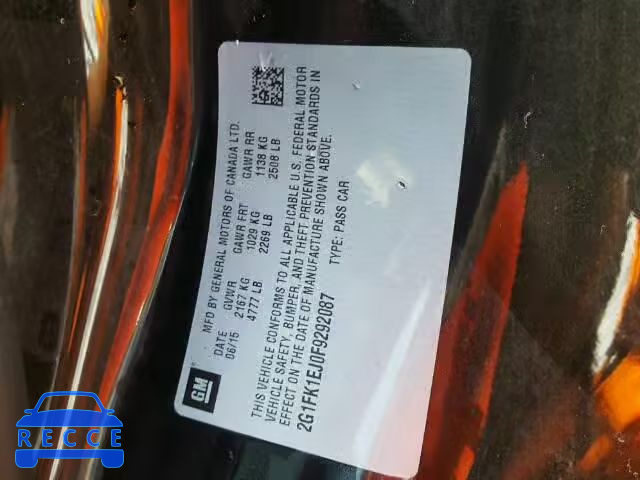 GM
MFD BY GENERAL MOTORS OF CANADA LTD.
DATE GVWR GAWR FRT GAWR RR
06/15 2167 KG 1029 KG 1138 KG
4777 LB 2269 LB 2508 LB
THIS VEHICLE CONFORMS TO ALL APPLICABLE U.S. FEDERAL MOTOR
VEHICLE SAFETY, BUMPER, AND THEFT PREVENTION STANDARDS IN
EFFECT ON THE DATE OF MANUFACTURE SHOWN ABOVE.
2G1FK1EJ0F9292087 TYPE: PASS CAR
RECCE